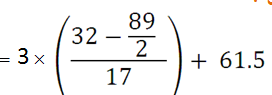 = 3 × ((32 − 89/2)/17) + 61.5